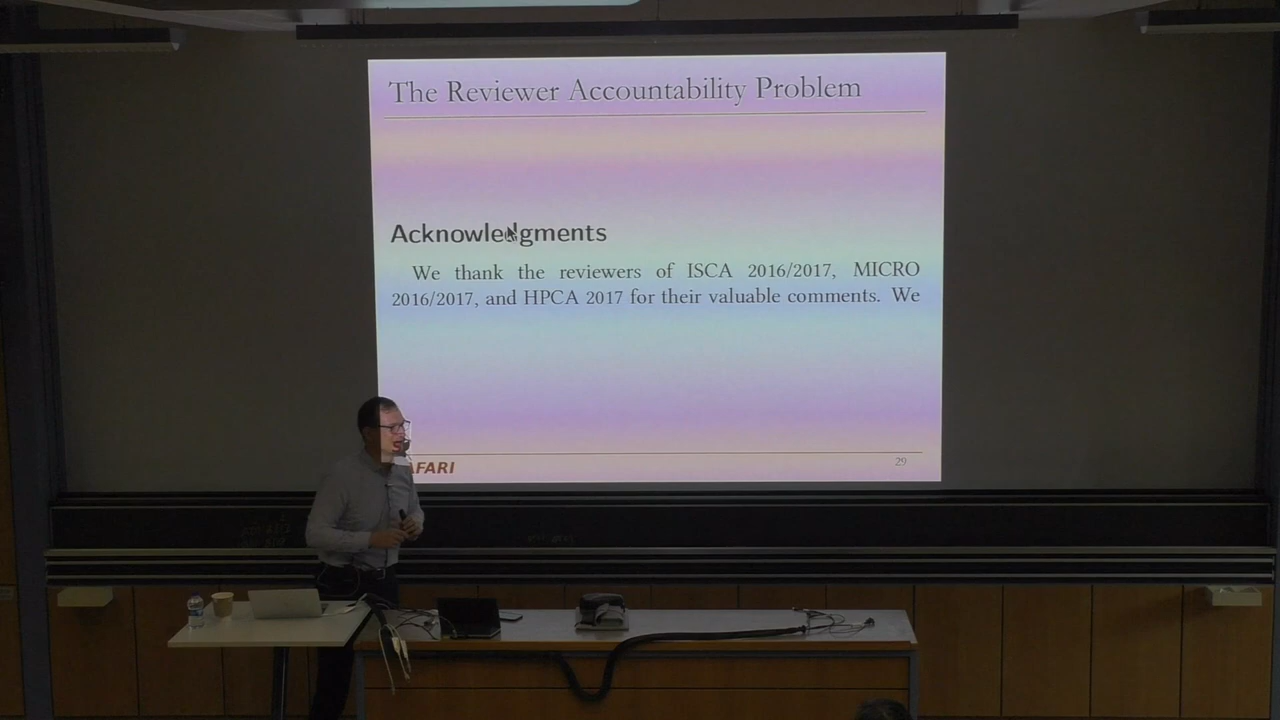 The Reviewer Accountability Problem
Acknowledgments
We thank the reviewers of ISCA 2016/2017, MICRO
2016/2017, and HPCA 2017 for their valuable comments. We
AFARI
29